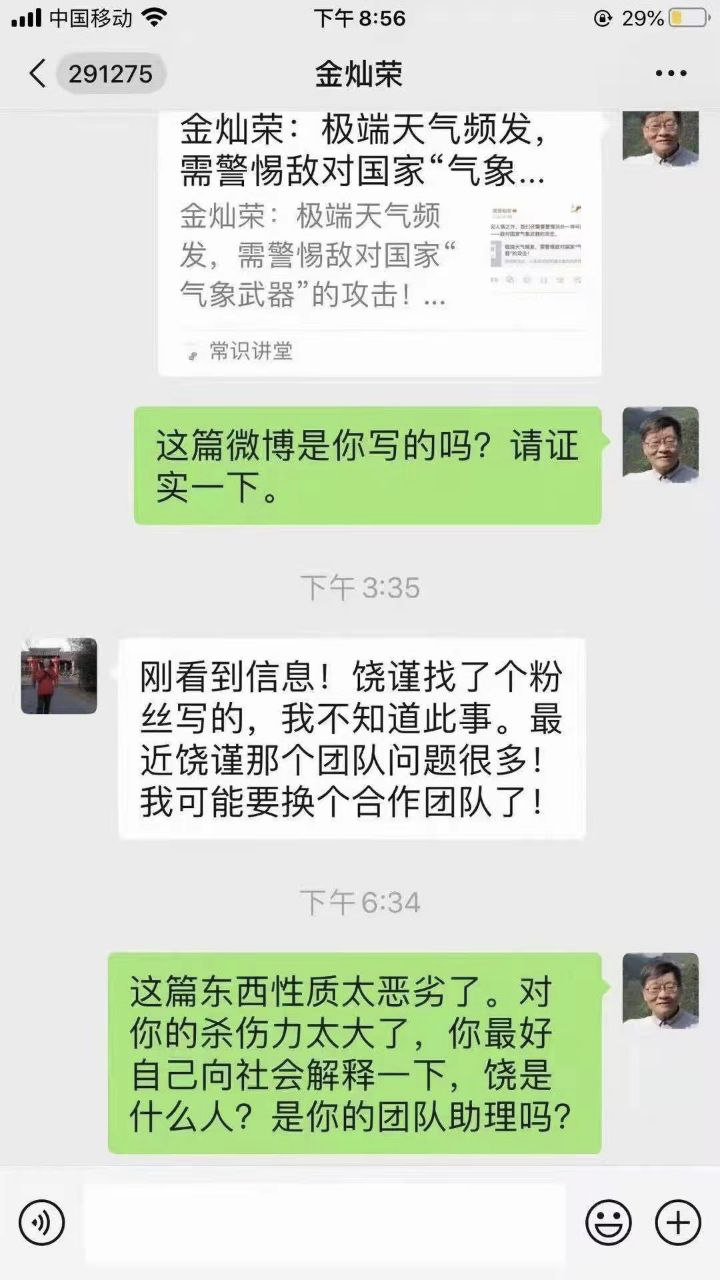 中国移动
下午 8:56
29%
291275
金灿荣
金灿荣：极端天气频发，
需警惕敌对国家“气象...
金灿荣：极端天气频
发，需警惕敌对国家“
气象武器”的攻击！...
常识讲堂
这篇微博是你写的吗？请证
实一下。
下午 3:35
刚看到信息！饶谨找了个粉
丝写的，我不知道此事。最
近饶谨那个团队问题很多！
我可能要换个合作团队了！
下午 6:34
这篇东西性质太恶劣了。对
你的杀伤力太大了，你最好
自己向社会解释一下，饶是
什么人？是你的团队助理吗？